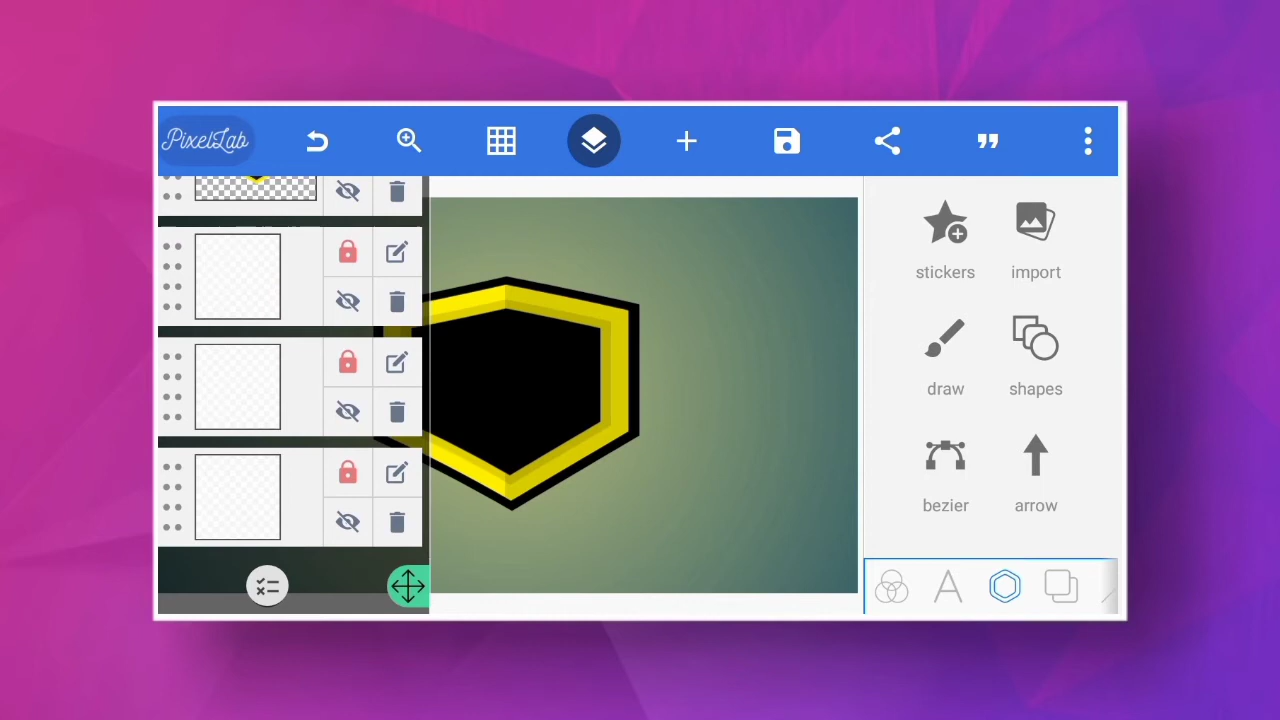 PixelLab
stickers
import
draw
shapes
bezier
arrow